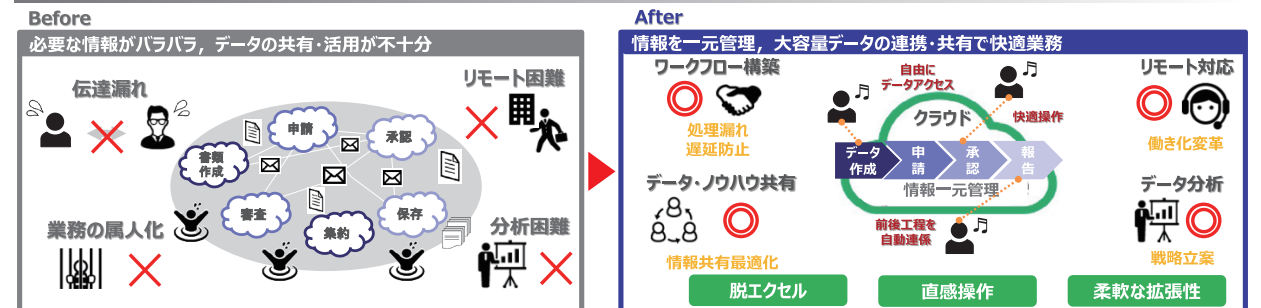 Before
必要な情報がバラバラ，データの共有・活用が不十分
伝達漏れ
リモート困難
申請
承認
書類
作成
審査
集約
保存
業務の属人化
分析困難
After
情報を一元管理，大容量データの連携・共有で快適業務
ワークフロー構築
処理漏れ
遅延防止
自由に
データアクセス
クラウド
快適操作
リモート対応
働き化変革
データ
作成
申
請
承
認
報
告
！
情報一元管理
データ・ノウハウ共有
情報共有最適化
前後工程を
自動連係
データ分析
戦略立案
脱エクセル
直感操作
柔軟な拡張性